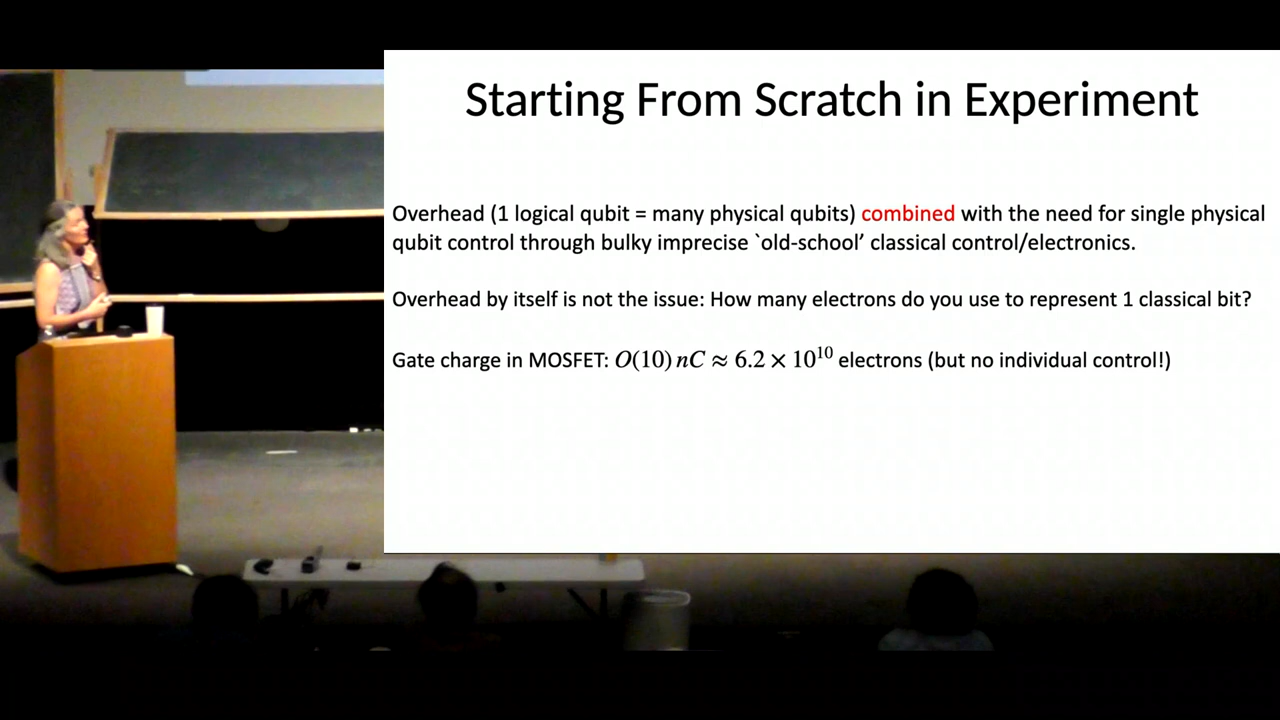 Starting From Scratch in Experiment
Overhead (1 logical qubit = many physical qubits) combined with the need for single physical
qubit control through bulky imprecise `old-school’ classical control/electronics.
Overhead by itself is not the issue: How many electrons do you use to represent 1 classical bit?
Gate charge in MOSFET: O(10) nC ≈ 6.2 × 10¹⁰ electrons (but no individual control!)